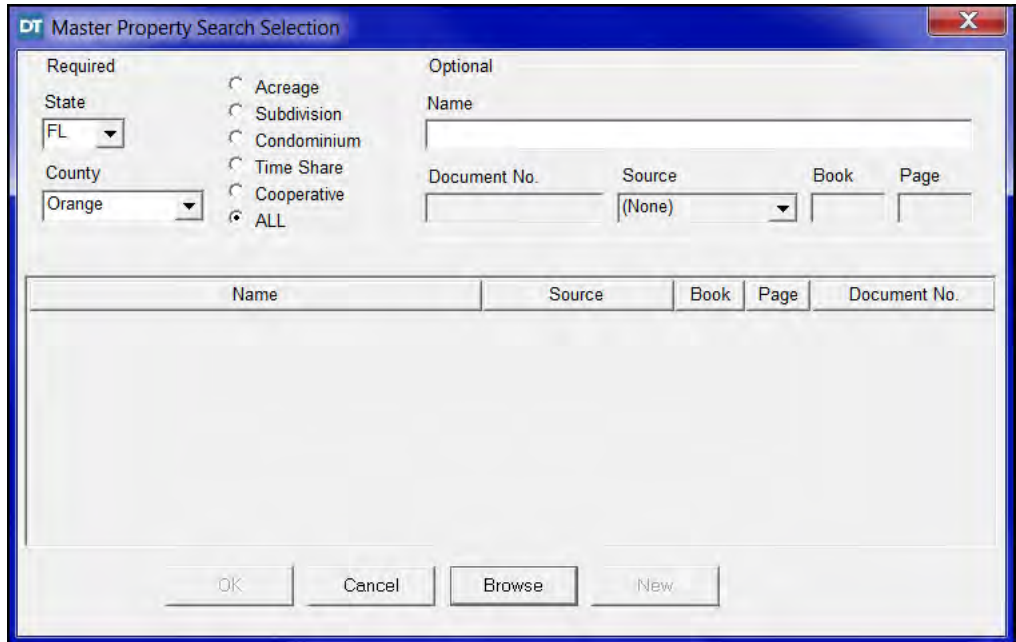 DT Master Property Search Selection X
Required
State
FL
County
Orange
Acreage
Subdivision
Condominium
Time Share
Cooperative
ALL
Optional
Name
Document No. Source Book Page
(None)
Name Source Book Page Document No.
OK Cancel Browse New